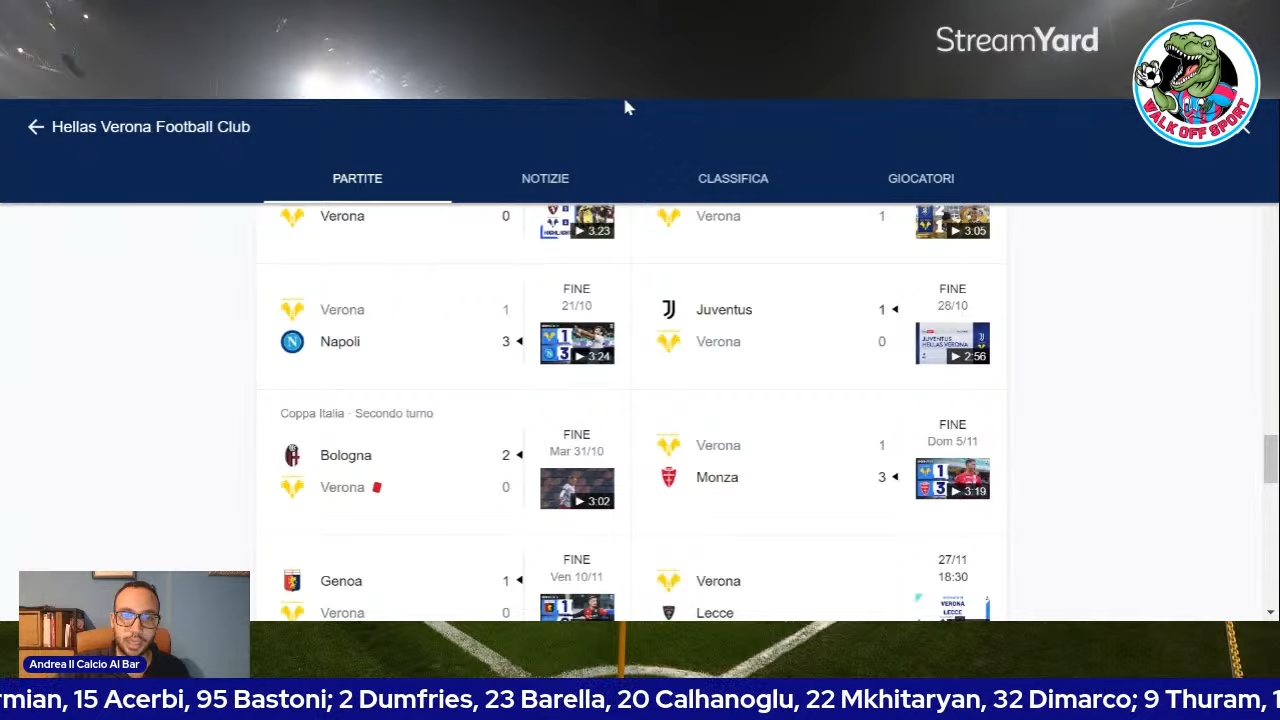 StreamYard
WALK OFF SPORT
Hellas Verona Football Club
PARTITE
NOTIZIE
CLASSIFICA
GIOCATORI
Verona 0
3:23
Verona 1
3:05
Verona 1
Napoli 3
FINE
21/10
3:24
Juventus 1
Verona 0
FINE
28/10
JUVENTUS
HELLAS VERONA
2:56
Coppa Italia · Secondo turno
Bologna 2
Verona 0
FINE
Mar 31/10
3:02
Verona 1
Monza 3
FINE
Dom 5/11
3:19
Genoa 1
Verona 0
FINE
Ven 10/11
Verona
Lecce
27/11
18:30
VERONA
LECCE
Andrea Il Calcio Al Bar
rmian, 15 Acerbi, 95 Bastoni; 2 Dumfries, 23 Barella, 20 Calhanoglu, 22 Mkhitaryan, 32 Dimarco; 9 Thuram, 1